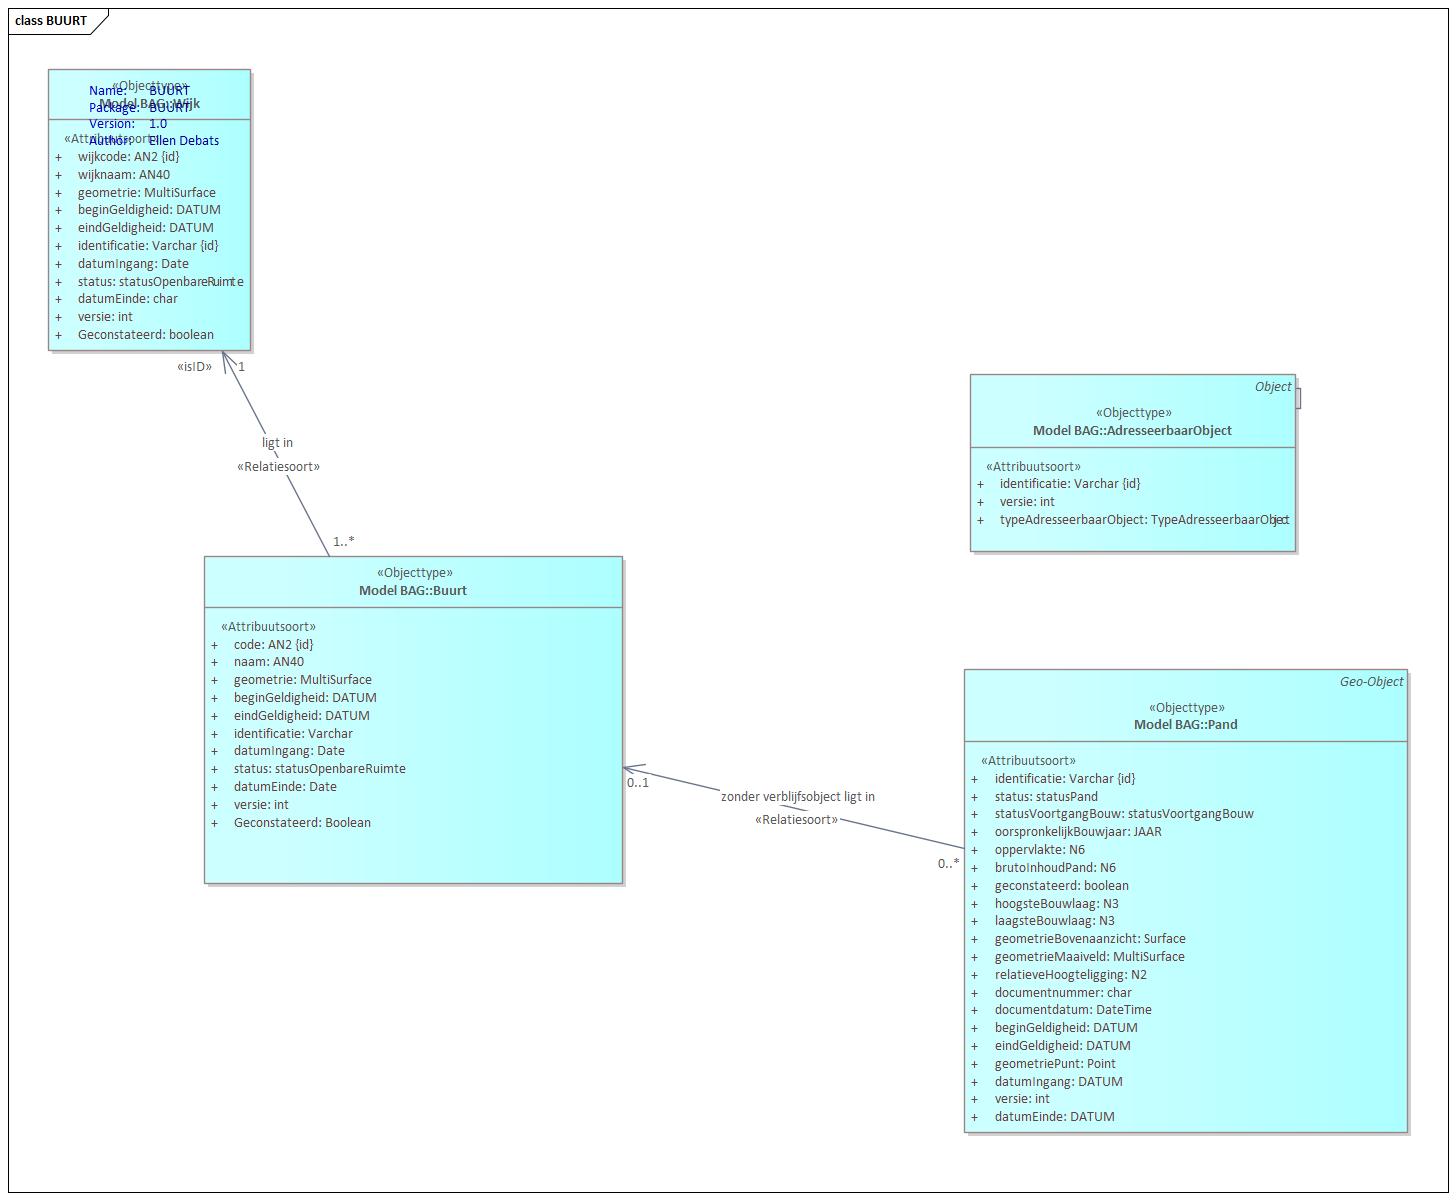 class BUURT
«Objecttype»
Model BAG::Wijk
Name: BUURT
Package: BUURT
Version: 1.0
Author: Ellen Debats
«Attribuutsoort»
+ wijkcode: AN2 {id}
+ wijknaam: AN40
+ geometrie: MultiSurface
+ beginGeldigheid: DATUM
+ eindGeldigheid: DATUM
+ identificatie: Varchar {id}
+ datumIngang: Date
+ status: statusOpenbareRuimte
+ datumEinde: char
+ versie: int
+ Geconstateerd: boolean
«isID»
1
ligt in
«Relatiesoort»
1..*
Object
«Objecttype»
Model BAG::AdresseerbaarObject
«Attribuutsoort»
+ identificatie: Varchar {id}
+ versie: int
+ typeAdresseerbaarObject: TypeAdresseerbaarObject
«Objecttype»
Model BAG::Buurt
«Attribuutsoort»
+ code: AN2 {id}
+ naam: AN40
+ geometrie: MultiSurface
+ beginGeldigheid: DATUM
+ eindGeldigheid: DATUM
+ identificatie: Varchar
+ datumIngang: Date
+ status: statusOpenbareRuimte
+ datumEinde: Date
+ versie: int
+ Geconstateerd: Boolean
0..1
zonder verblijfsobject ligt in
«Relatiesoort»
0..*
Geo-Object
«Objecttype»
Model BAG::Pand
«Attribuutsoort»
+ identificatie: Varchar {id}
+ status: statusPand
+ statusVoortgangBouw: statusVoortgangBouw
+ oorspronkelijkBouwjaar: JAAR
+ oppervlakte: N6
+ brutoInhoudPand: N6
+ geconstateerd: boolean
+ hoogsteBouwlaag: N3
+ laagsteBouwlaag: N3
+ geometrieBovenaanzicht: Surface
+ geometrieMaaiveld: MultiSurface
+ relatieveHoogteligging: N2
+ documentnummer: char
+ documentdatum: DateTime
+ beginGeldigheid: DATUM
+ eindGeldigheid: DATUM
+ geometriePunt: Point
+ datumIngang: DATUM
+ versie: int
+ datumEinde: DATUM